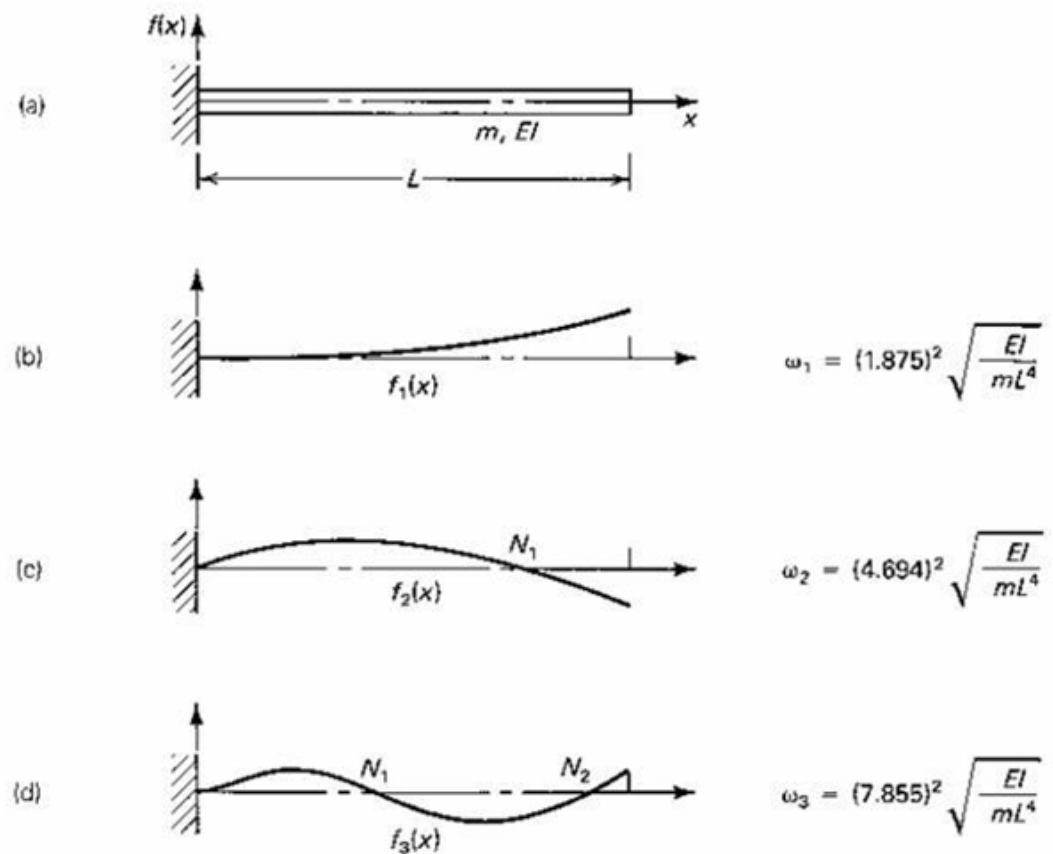 f(x)
(a)
x
m, EI
L
(b)
f₁(x)
ω₁ = (1.875)² √(EI / mL⁴)
(c)
N₁
f₂(x)
ω₂ = (4.694)² √(EI / mL⁴)
(d)
N₁ N₂
f₃(x)
ω₃ = (7.855)² √(EI / mL⁴)